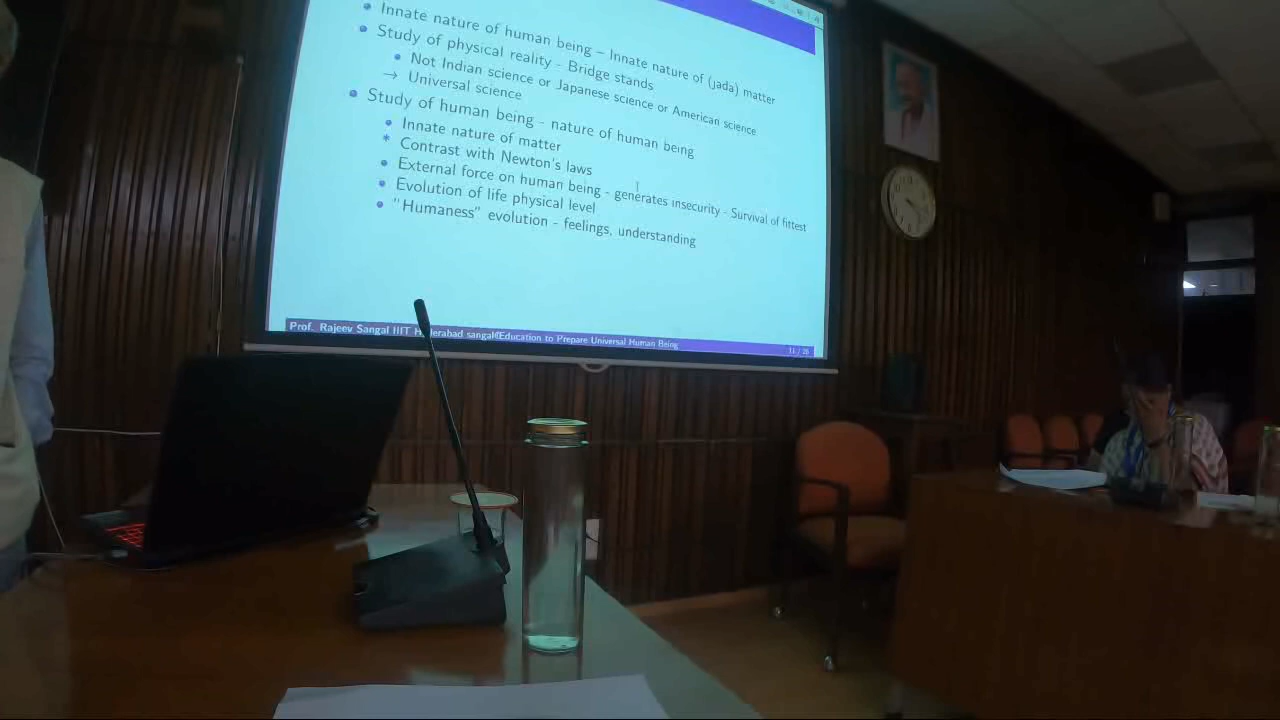 Innate nature of human being – Innate nature of (jada) matter
Study of physical reality - Bridge stands
Not Indian science or Japanese science or American science
→ Universal science
Study of human being - nature of human being
Innate nature of matter
* Contrast with Newton's laws
External force on human being - generates insecurity - Survival of fittest
Evolution of life physical level
"Humaness" evolution - feelings, understanding
Prof. Rajeev Sangal IIIT Hyderabad sangal@ Education to Prepare Universal Human Being 11 / 26